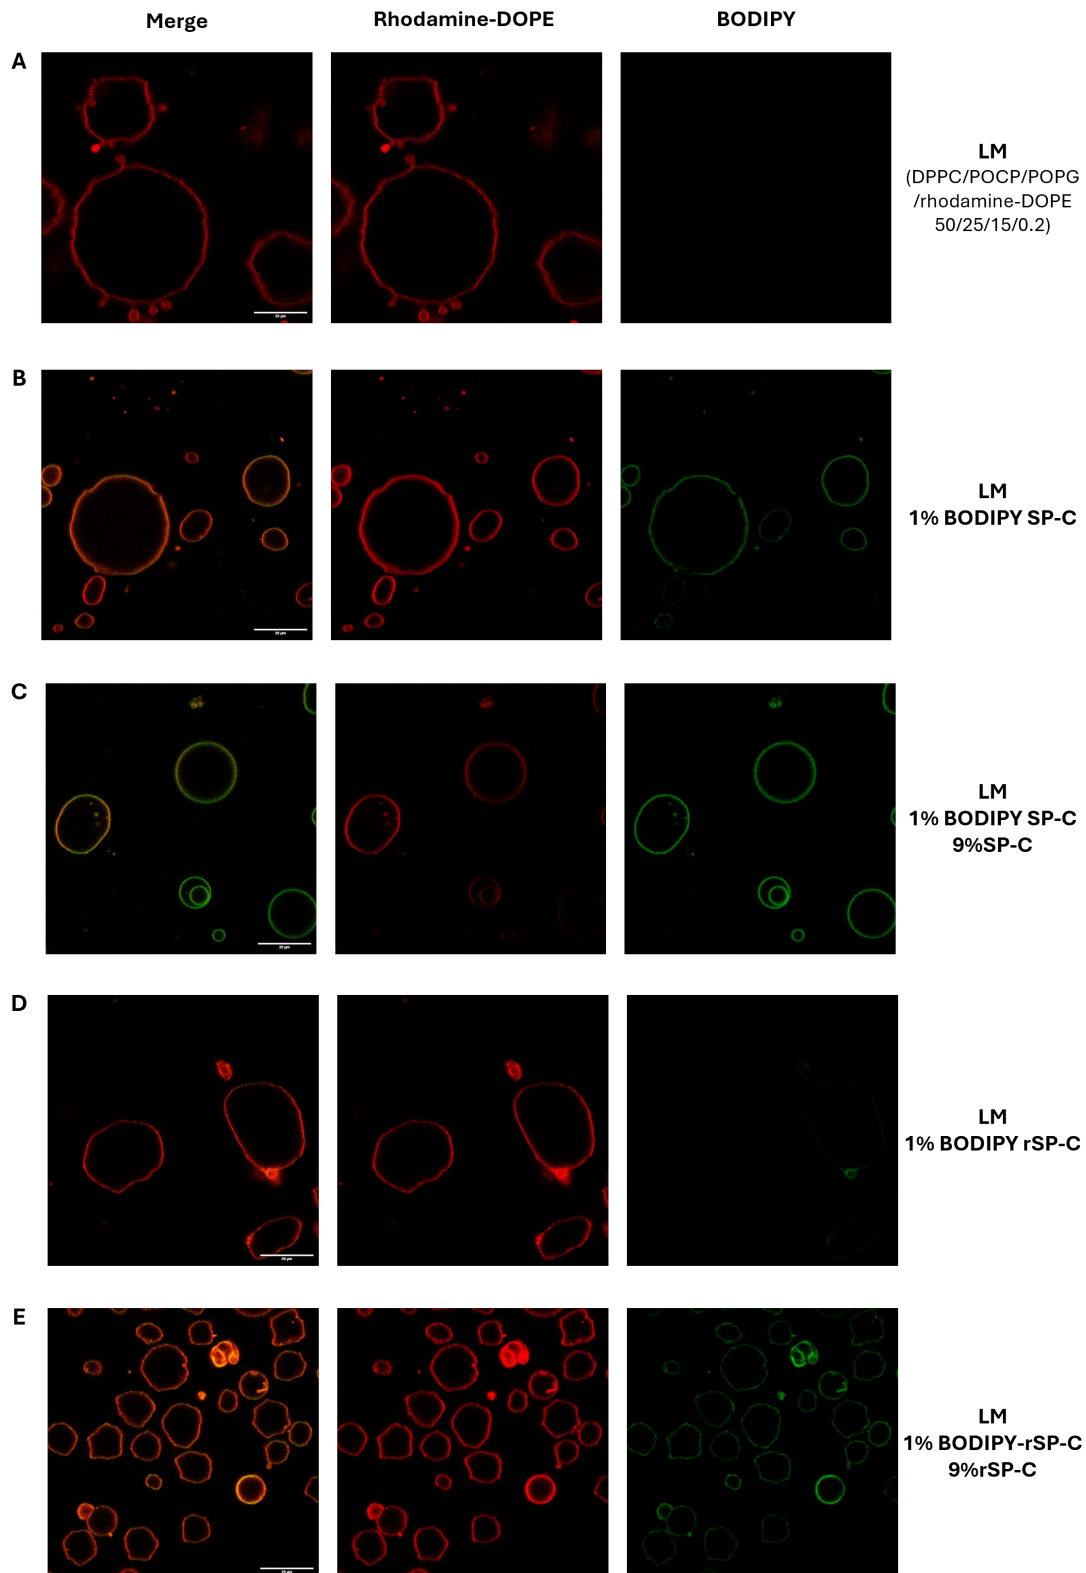 Merge Rhodamine-DOPE BODIPY
A
LM
(DPPC/POCP/POPG
/rhodamine-DOPE
50/25/15/0.2)
B
LM
1% BODIPY SP-C
C
LM
1% BODIPY SP-C
9%SP-C
D
LM
1% BODIPY rSP-C
E
LM
1% BODIPY-rSP-C
9%rSP-C